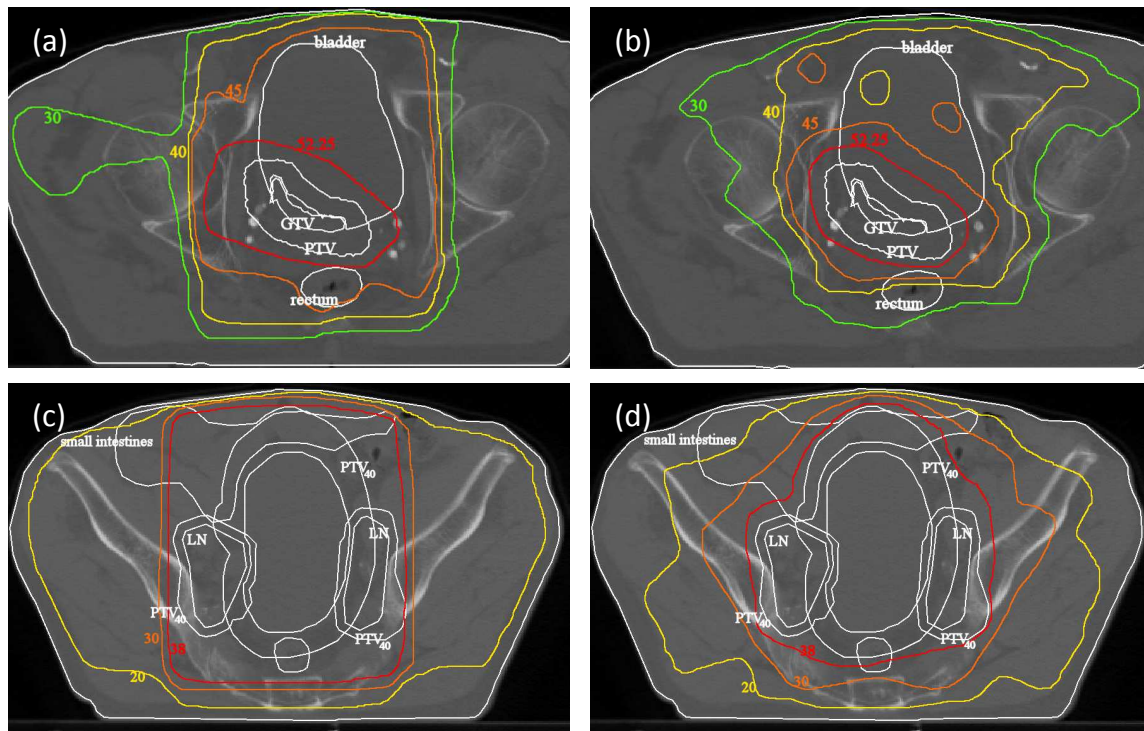 (a)
bladder
45
30
40
52.25
GTV
PTV
rectum
(b)
bladder
30
40
45
52.25
GTV
PTV
rectum
(c)
small intestines
PTV40
LN
LN
PTV40
PTV40
30
38
20
(d)
small intestines
PTV40
LN
LN
PTV40
PTV40
38
30
20